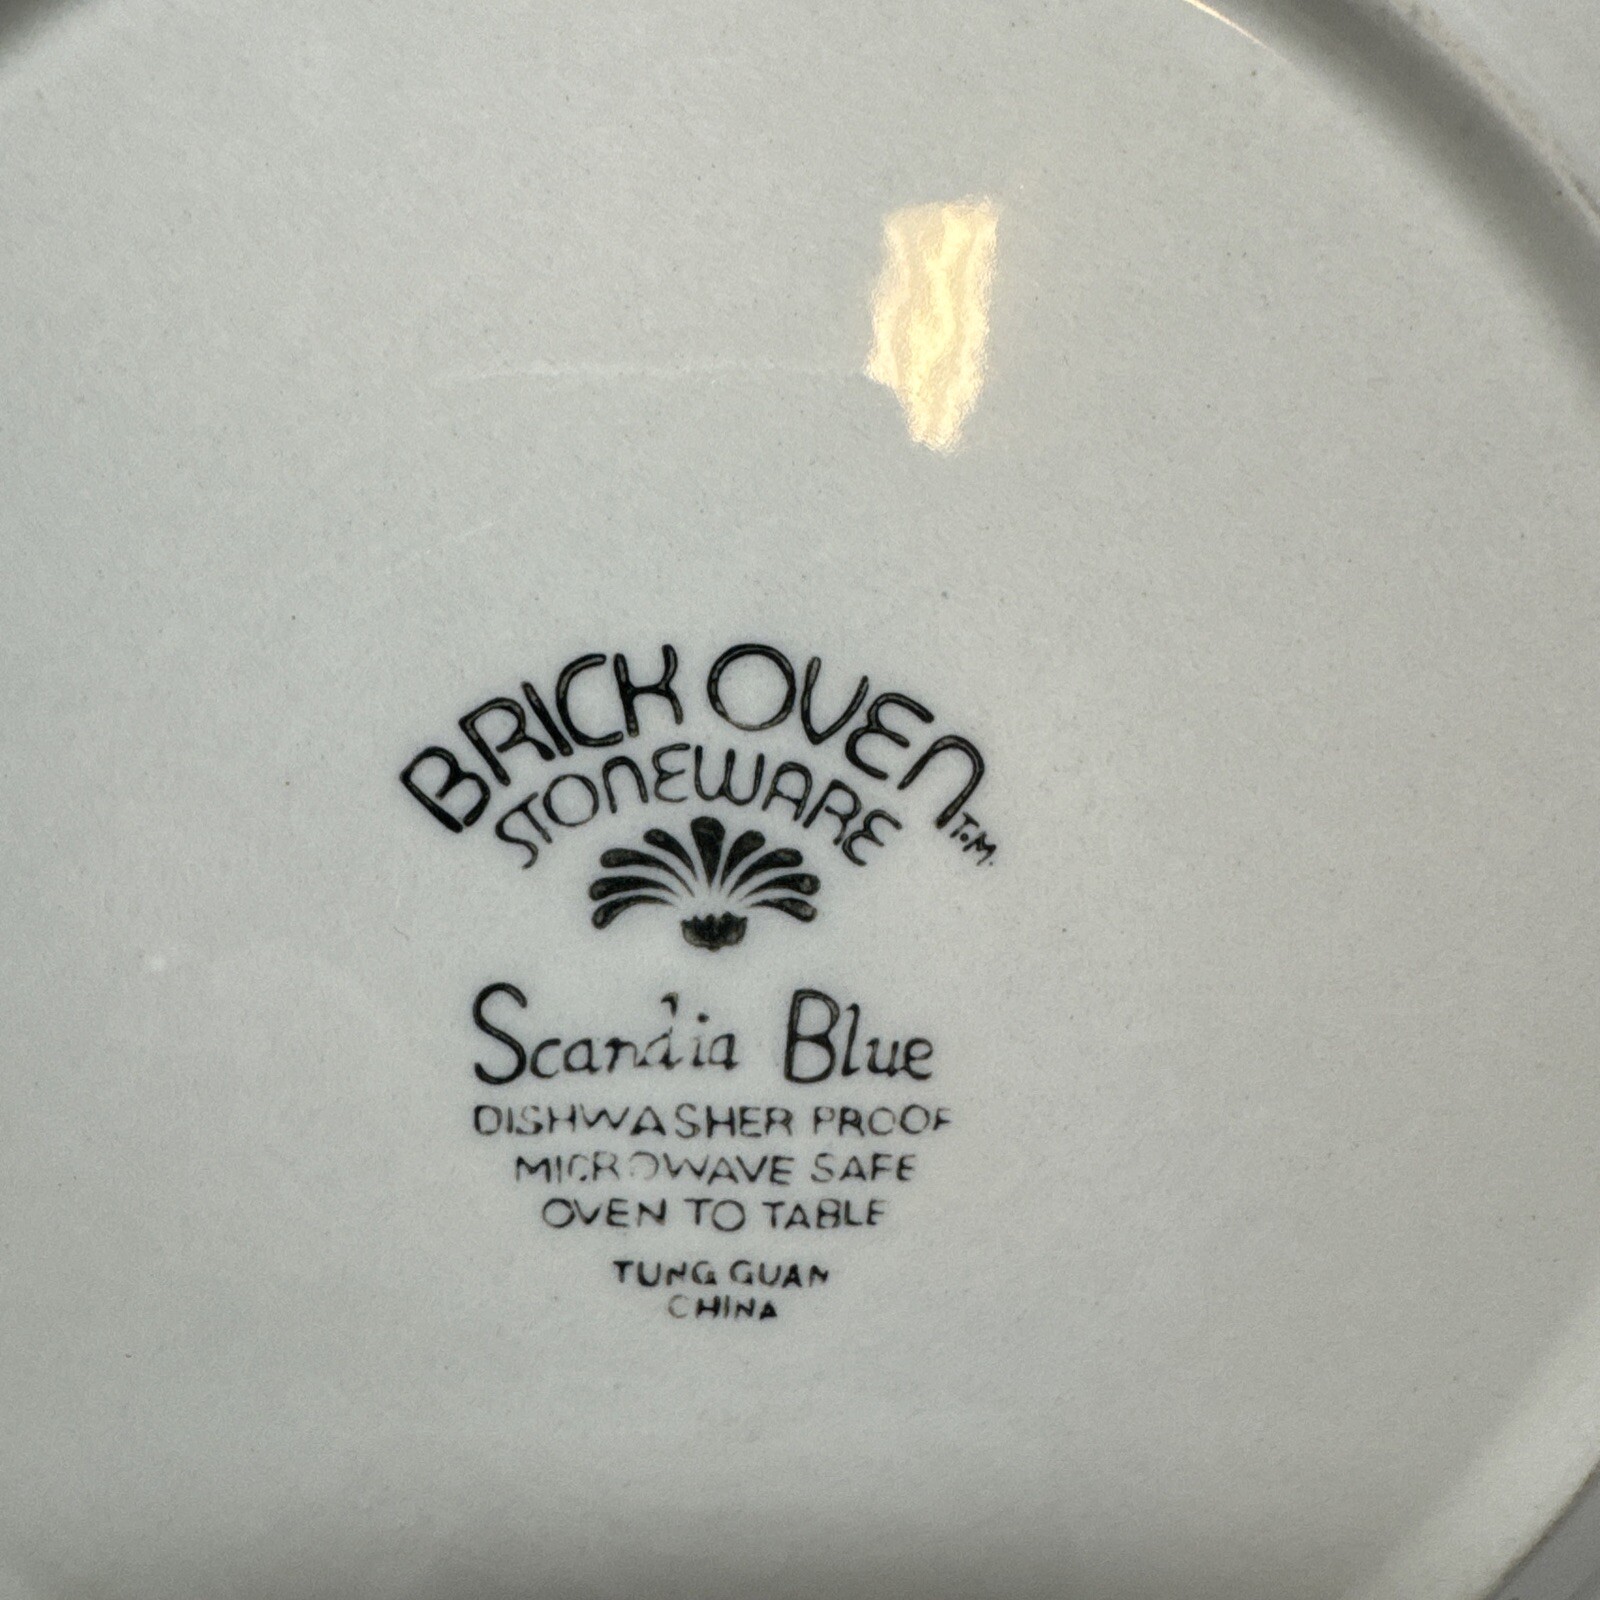 BRICK OVEN T.M.
STONEWARE
Scandia Blue
DISHWASHER PROOF
MICROWAVE SAFE
OVEN TO TABLE
TUNG GUAN
CHINA